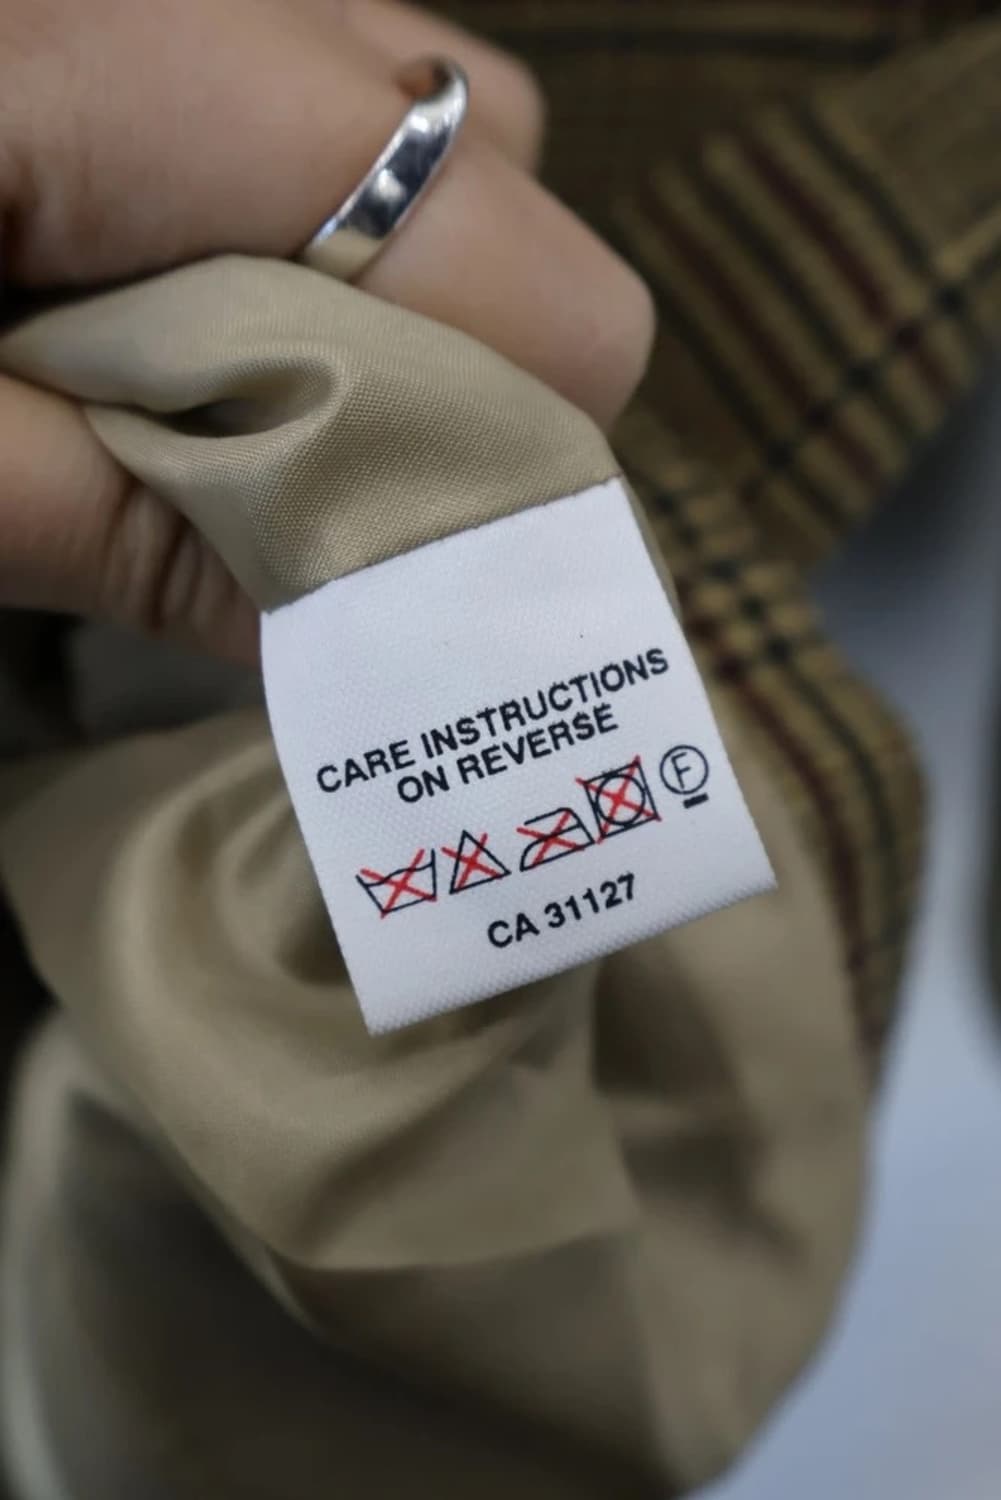 CARE INSTRUCTIONS
ON REVERSE
F
CA 31127